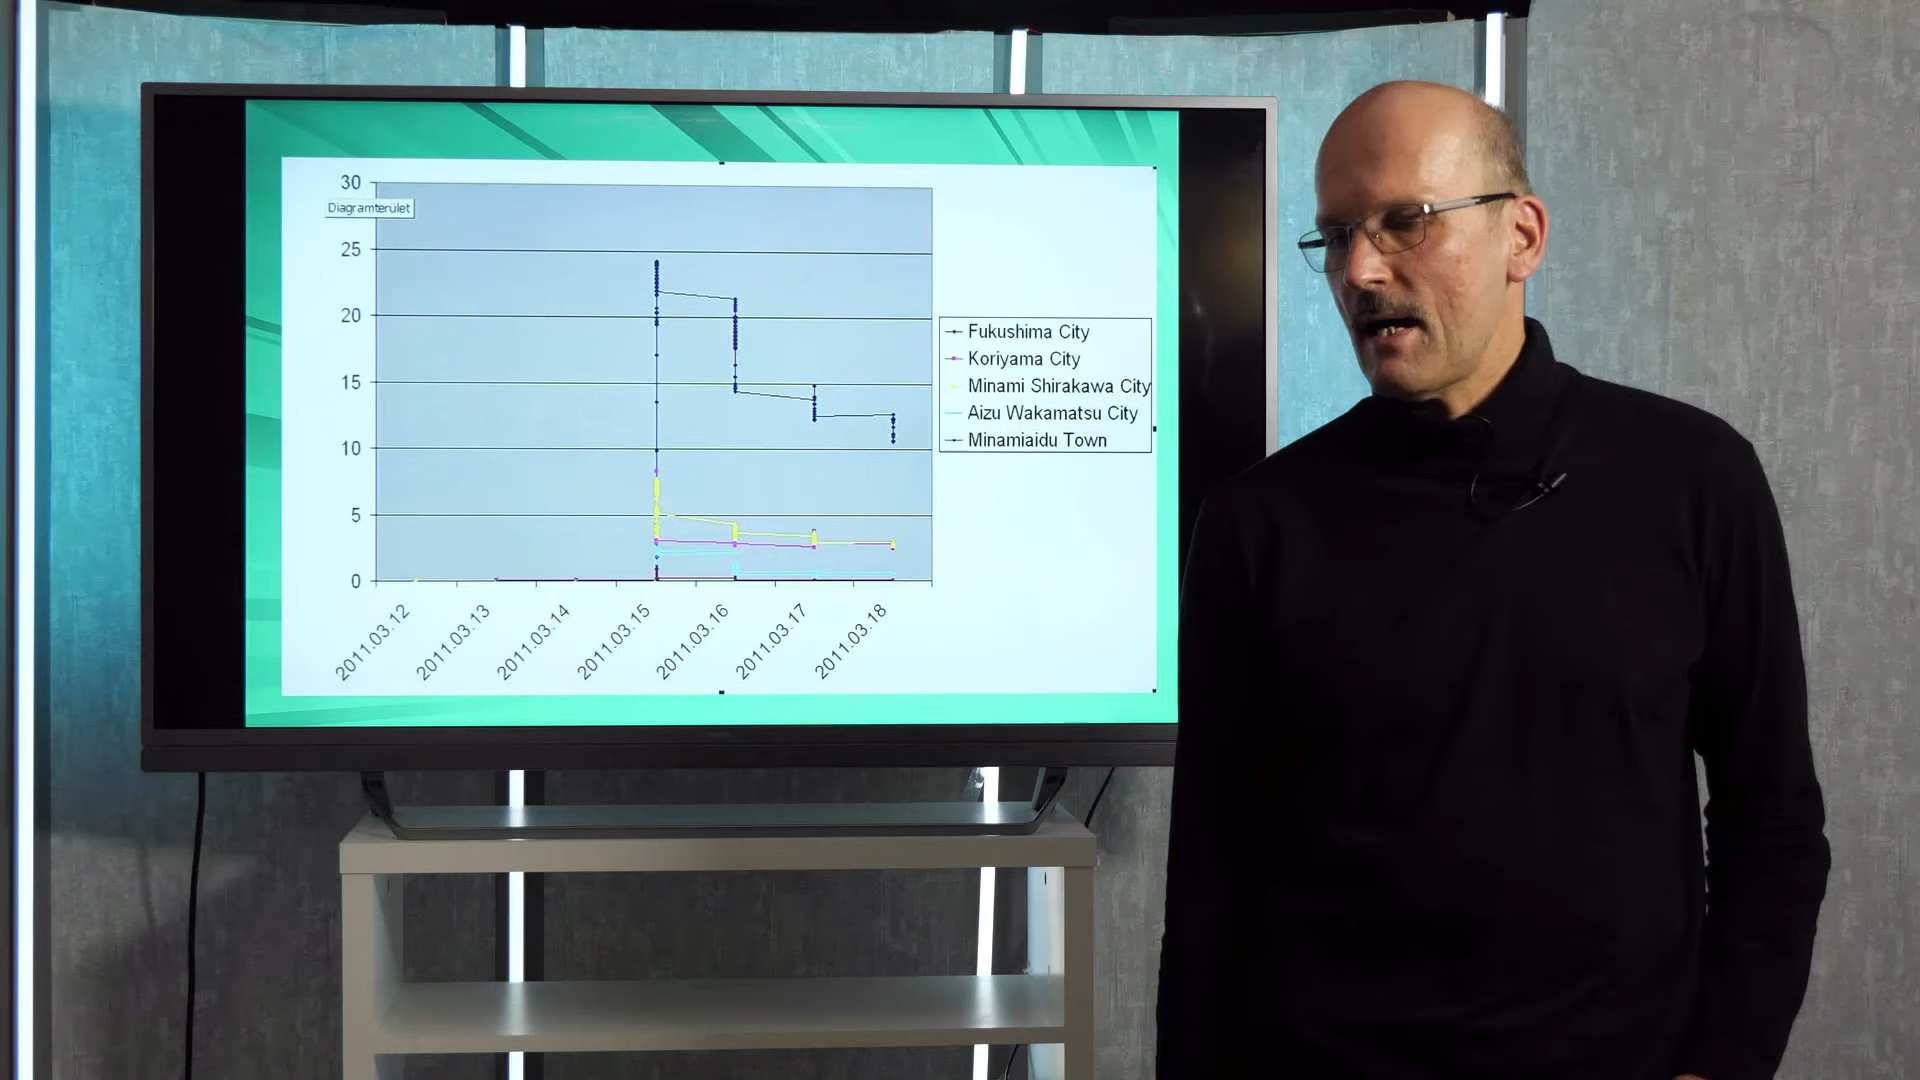 30
Diagramterület
25
20
15
10
5
0
2011.03.12
2011.03.13
2011.03.14
2011.03.15
2011.03.16
2011.03.17
2011.03.18
Fukushima City
Koriyama City
Minami Shirakawa City
Aizu Wakamatsu City
Minamiaidu Town